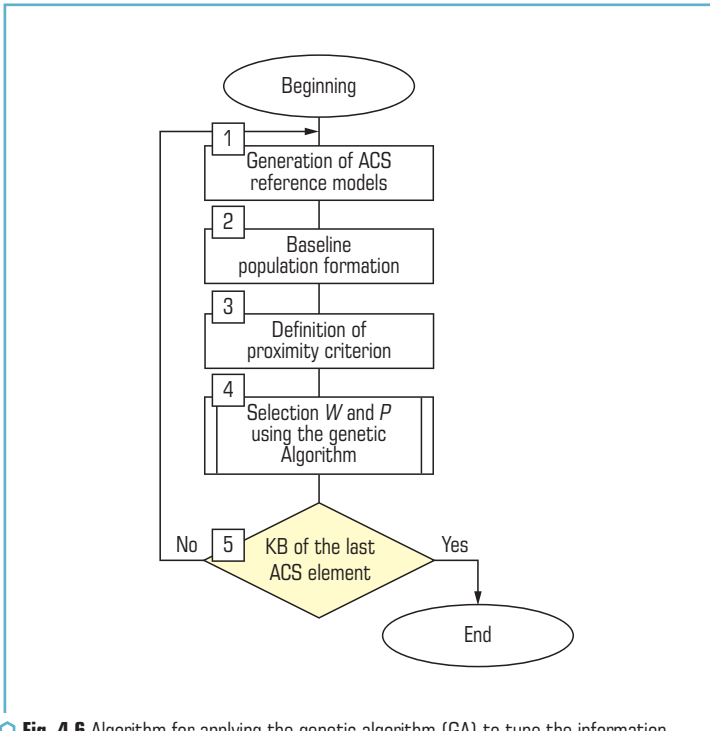 Beginning
1
Generation of ACS
reference models
2
Baseline
population formation
3
Definition of
proximity criterion
4
Selection W and P
using the genetic
Algorithm
No
5
KB of the last
ACS element
Yes
End
Fig. 4.6 Algorithm for applying the genetic algorithm (GA) to tune the information